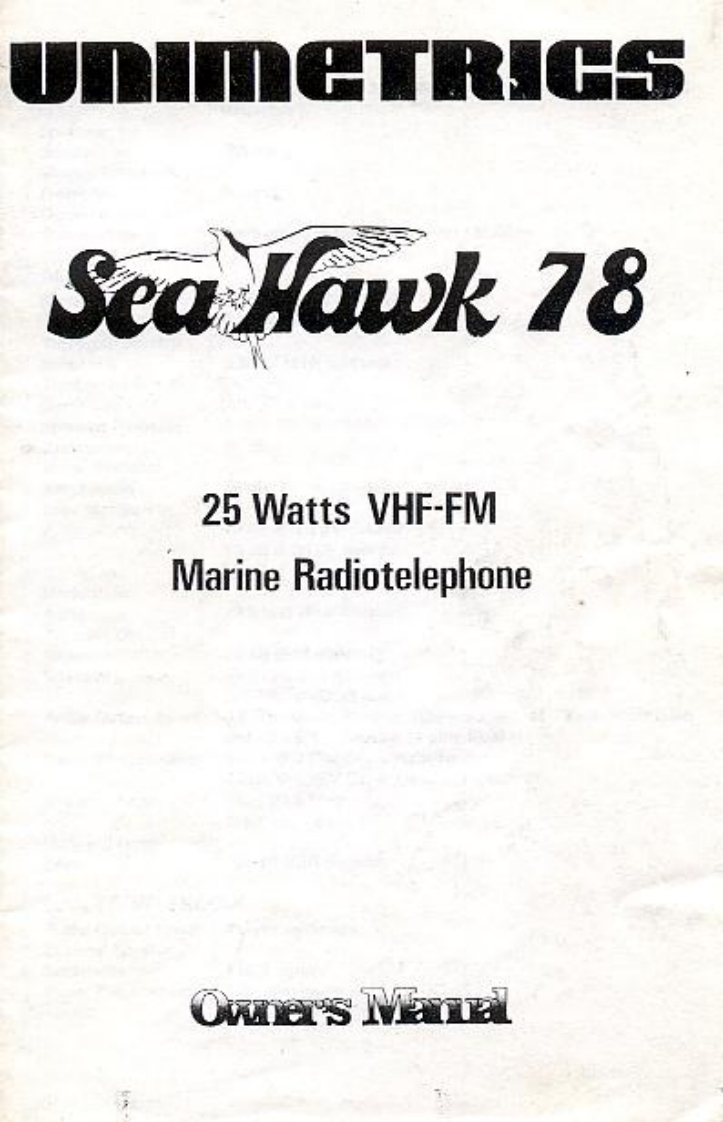 UNIMETRICS
Sea Hawk 78
25 Watts VHF-FM
Marine Radiotelephone
Owner's Manual